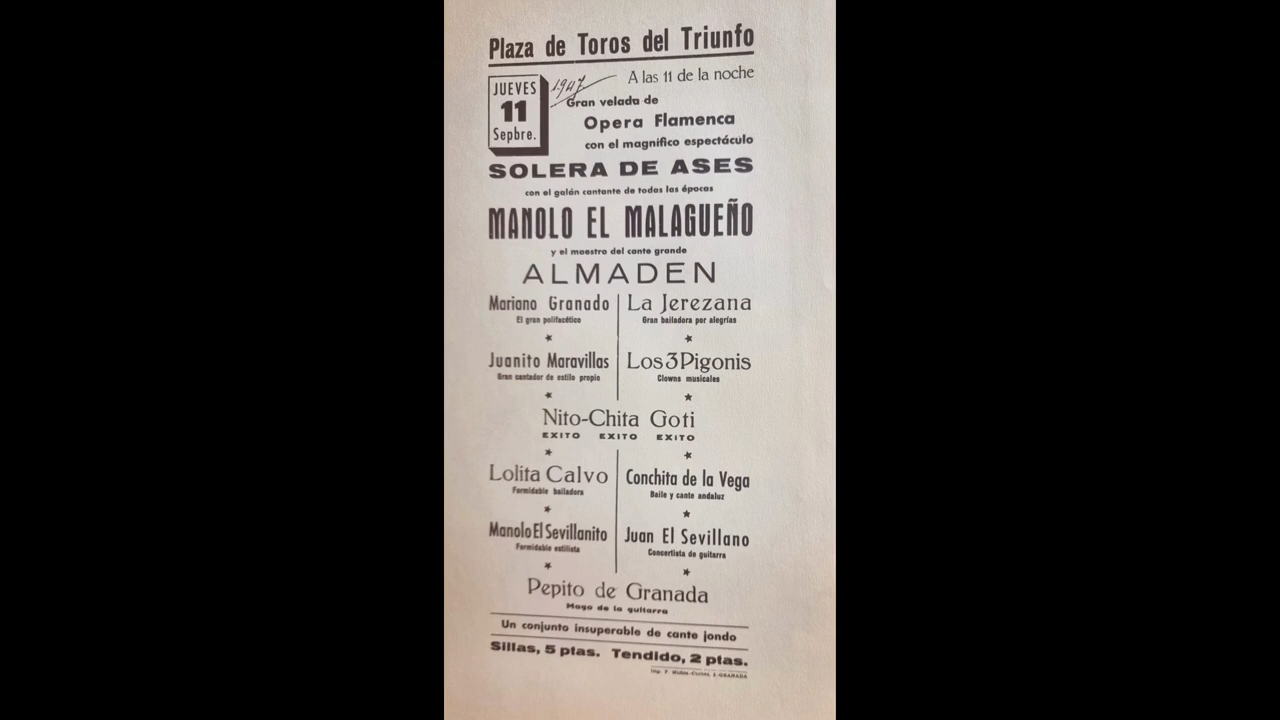 Plaza de Toros del Triunfo
JUEVES
11
Sepbre.
1947
A las 11 de la noche
Gran velada de
Opera Flamenca
con el magnífico espectáculo
SOLERA DE ASES
con el galán cantante de todas las épocas
MANOLO EL MALAGUEÑO
y el maestro del cante grande
ALMADEN
Mariano Granado
El gran polifacético
La Jerezana
Gran bailadora por alegrías
Juanito Maravillas
Gran cantador de estilo propio
Los 3 Pigonis
Clowns musicales
Nito-Chita Goti
EXITO EXITO EXITO
Lolita Calvo
Formidable bailadora
Conchita de la Vega
Baile y cante andaluz
Manolo El Sevillanito
Formidable estilista
Juan El Sevillano
Concertista de guitarra
Pepito de Granada
Mago de la guitarra
Un conjunto insuperable de cante jondo
Sillas, 5 ptas. Tendido, 2 ptas.
Imp. GRANADA